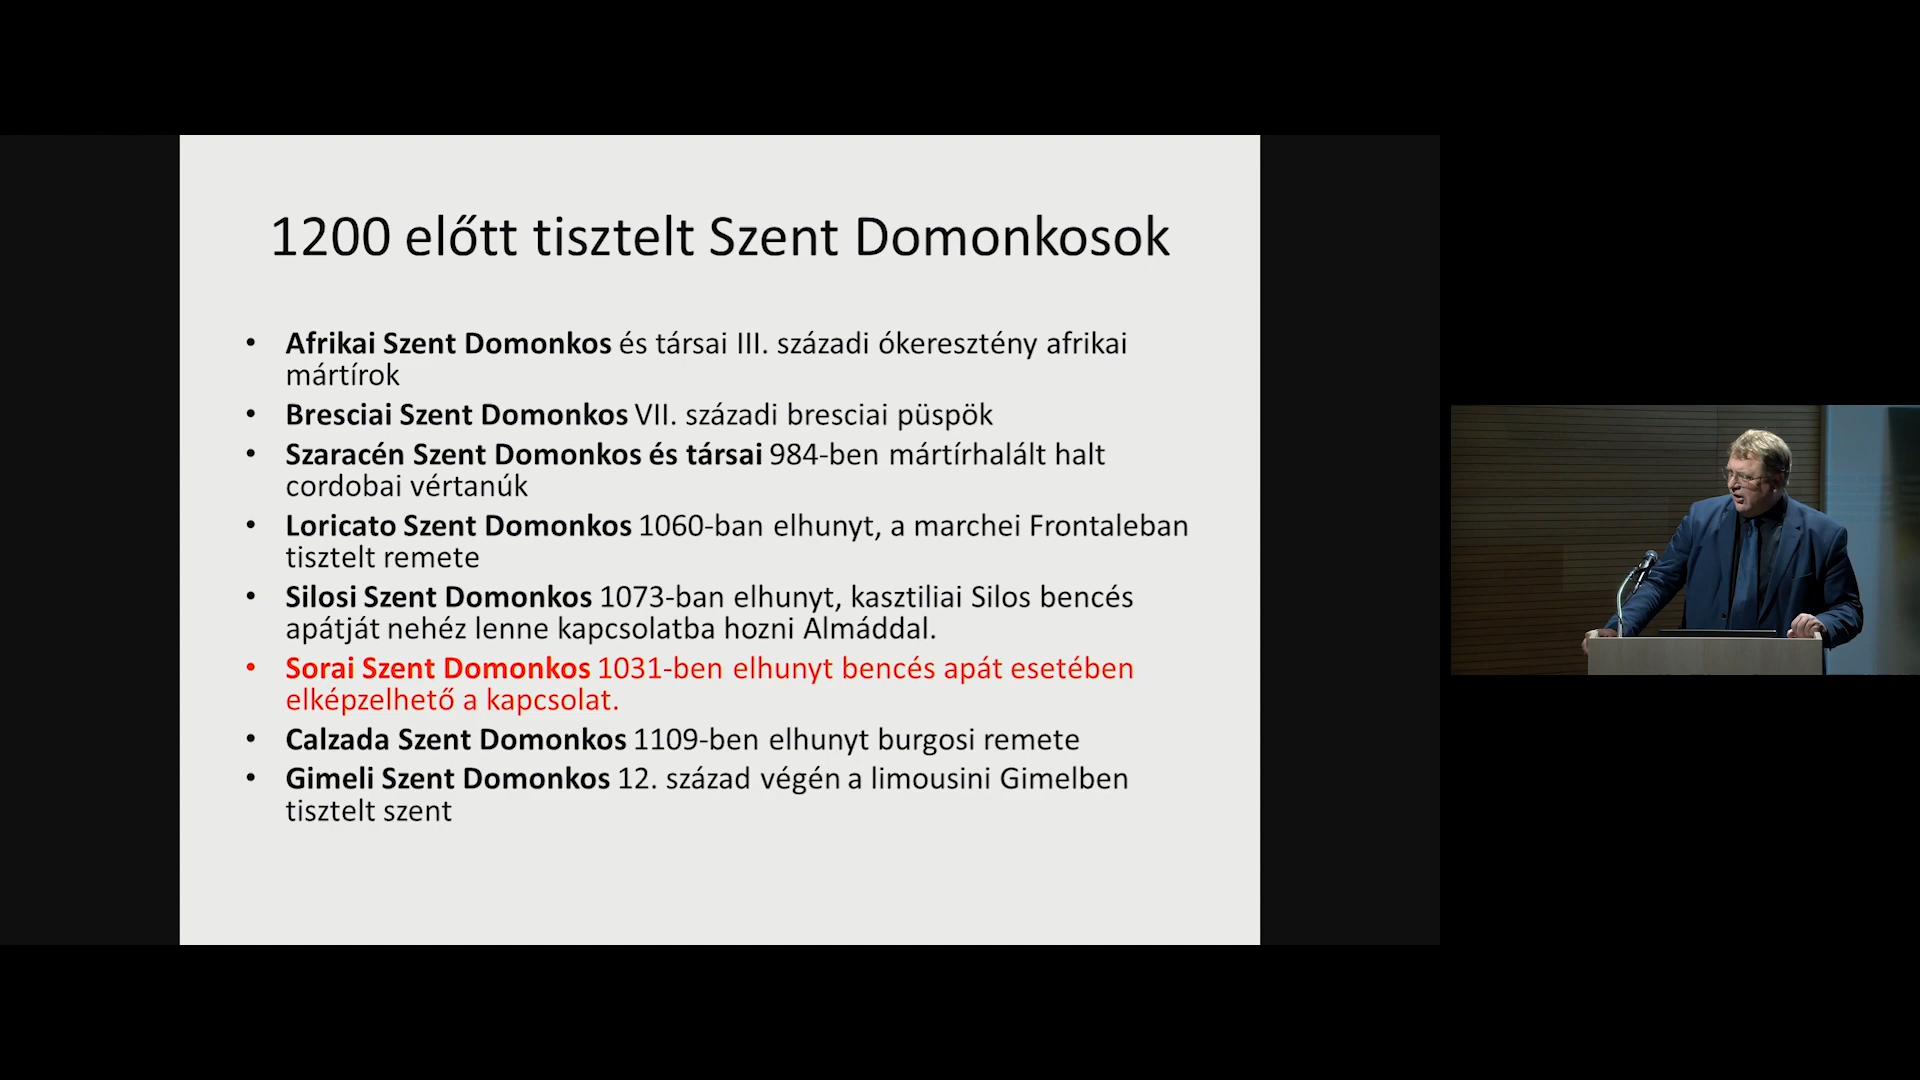 1200 előtt tisztelt Szent Domonkosok
• Afrikai Szent Domonkos és társai III. századi ókeresztény afrikai
mártírok
• Bresciai Szent Domonkos VII. századi bresciai püspök
• Szaracén Szent Domonkos és társai 984-ben mártírhalált halt
cordobai vértanúk
• Loricato Szent Domonkos 1060-ban elhunyt, a marchei Frontaleban
tisztelt remete
• Silosi Szent Domonkos 1073-ban elhunyt, kasztiliai Silos bencés
apátját nehéz lenne kapcsolatba hozni Almáddal.
• Sorai Szent Domonkos 1031-ben elhunyt bencés apát esetében
elképzelhető a kapcsolat.
• Calzada Szent Domonkos 1109-ben elhunyt burgosi remete
• Gimeli Szent Domonkos 12. század végén a limousini Gimelben
tisztelt szent